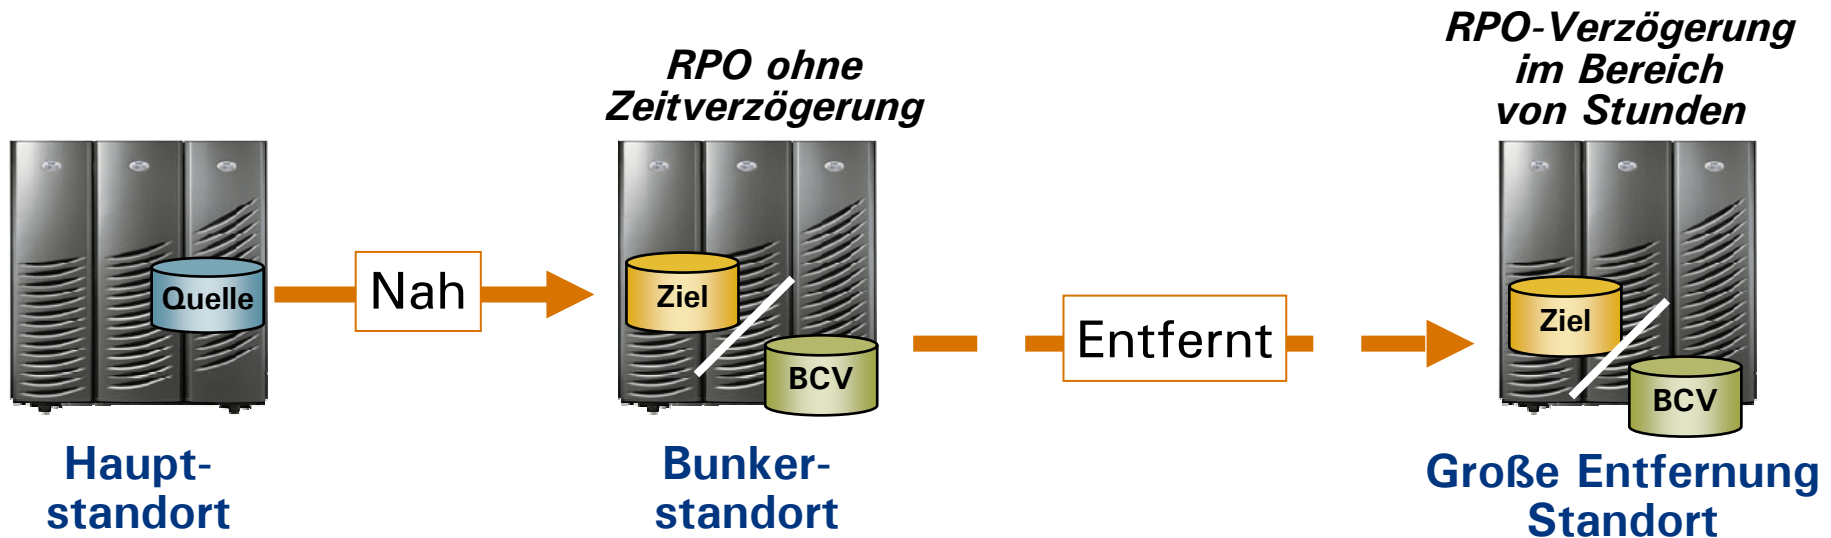 RPO ohne
Zeitverzögerung
RPO-Verzögerung
im Bereich
von Stunden
Quelle
Nah
Ziel
BCV
Entfernt
Ziel
BCV
Haupt-
standort
Bunker-
standort
Große Entfernung
Standort